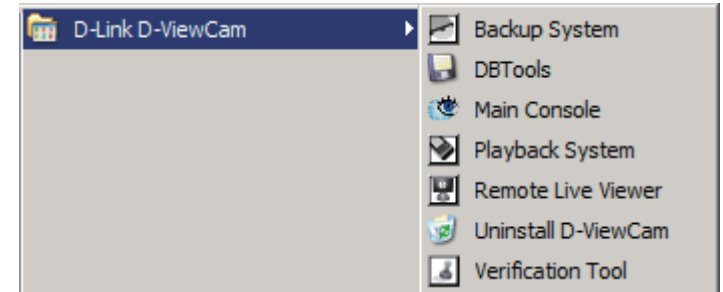 D-Link D-ViewCam
Backup System
DBTools
Main Console
Playback System
Remote Live Viewer
Uninstall D-ViewCam
Verification Tool